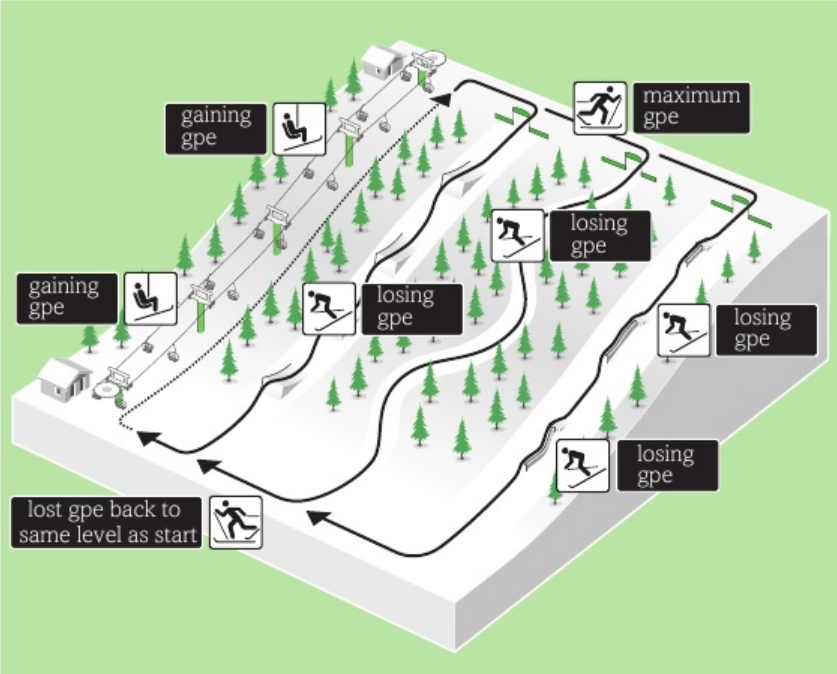 gaining
gpe
maximum
gpe
losing
gpe
gaining
gpe
losing
gpe
losing
gpe
losing
gpe
lost gpe back to
same level as start